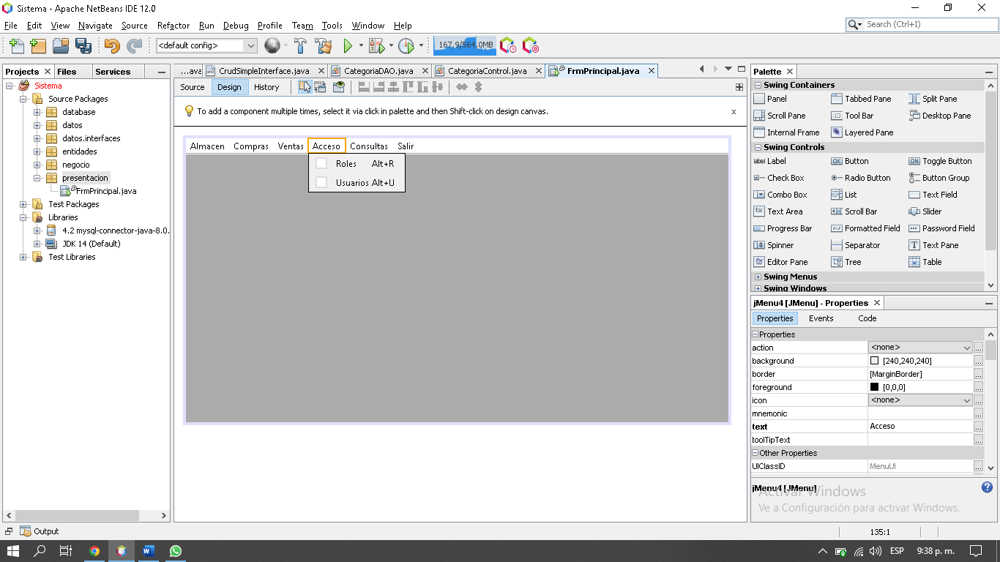 Sistema - Apache NetBeans IDE 12.0
File Edit View Navigate Source Refactor Run Debug Profile Team Tools Window Help
Search (Ctrl+I)
<default config>
167,9/564,0MB
Projects Files Services
Sistema
Source Packages
database
datos
datos.interfaces
entidades
negocio
presentacion
FrmPrincipal.java
Test Packages
Libraries
4.2 mysql-connector-java-8.0.
JDK 14 (Default)
Test Libraries
...ava CrudSimpleInterface.java CategoriaDAO.java CategoriaControl.java FrmPrincipal.java
Source Design History
To add a component multiple times, select it via click in palette and then Shift-click on design canvas. x
Almacen Compras Ventas Acceso Consultas Salir
Roles Alt+R
Usuarios Alt+U
Palette
Swing Containers
Panel Tabbed Pane Split Pane
Scroll Pane Tool Bar Desktop Pane
Internal Frame Layered Pane
Swing Controls
label Label OK Button ON Toggle Button
Check Box Radio Button Button Group
Combo Box List Text Field
Text Area Scroll Bar Slider
Progress Bar Formatted Field Password Field
Spinner Separator Text Pane
Editor Pane Tree Table
Swing Menus
Swing Windows
jMenu4 [JMenu] - Properties
Properties Events Code
Properties
action <none> ...
background [240,240,240] ...
border [MarginBorder] ...
foreground [0,0,0] ...
icon <none> ...
mnemonic ...
text Acceso ...
toolTipText ...
Other Properties
UIClassID MenuUI ...
jMenu4 [JMenu]
Activar Windows
Ve a Configuración para activar Windows.
Output
135:1
ESP 9:38 p. m.